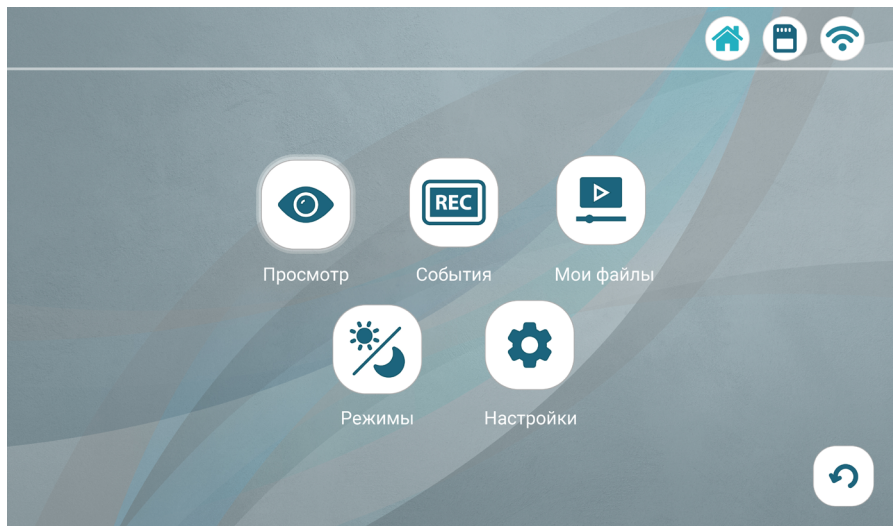 REC
Просмотр
События
Мои файлы
Режимы
Настройки